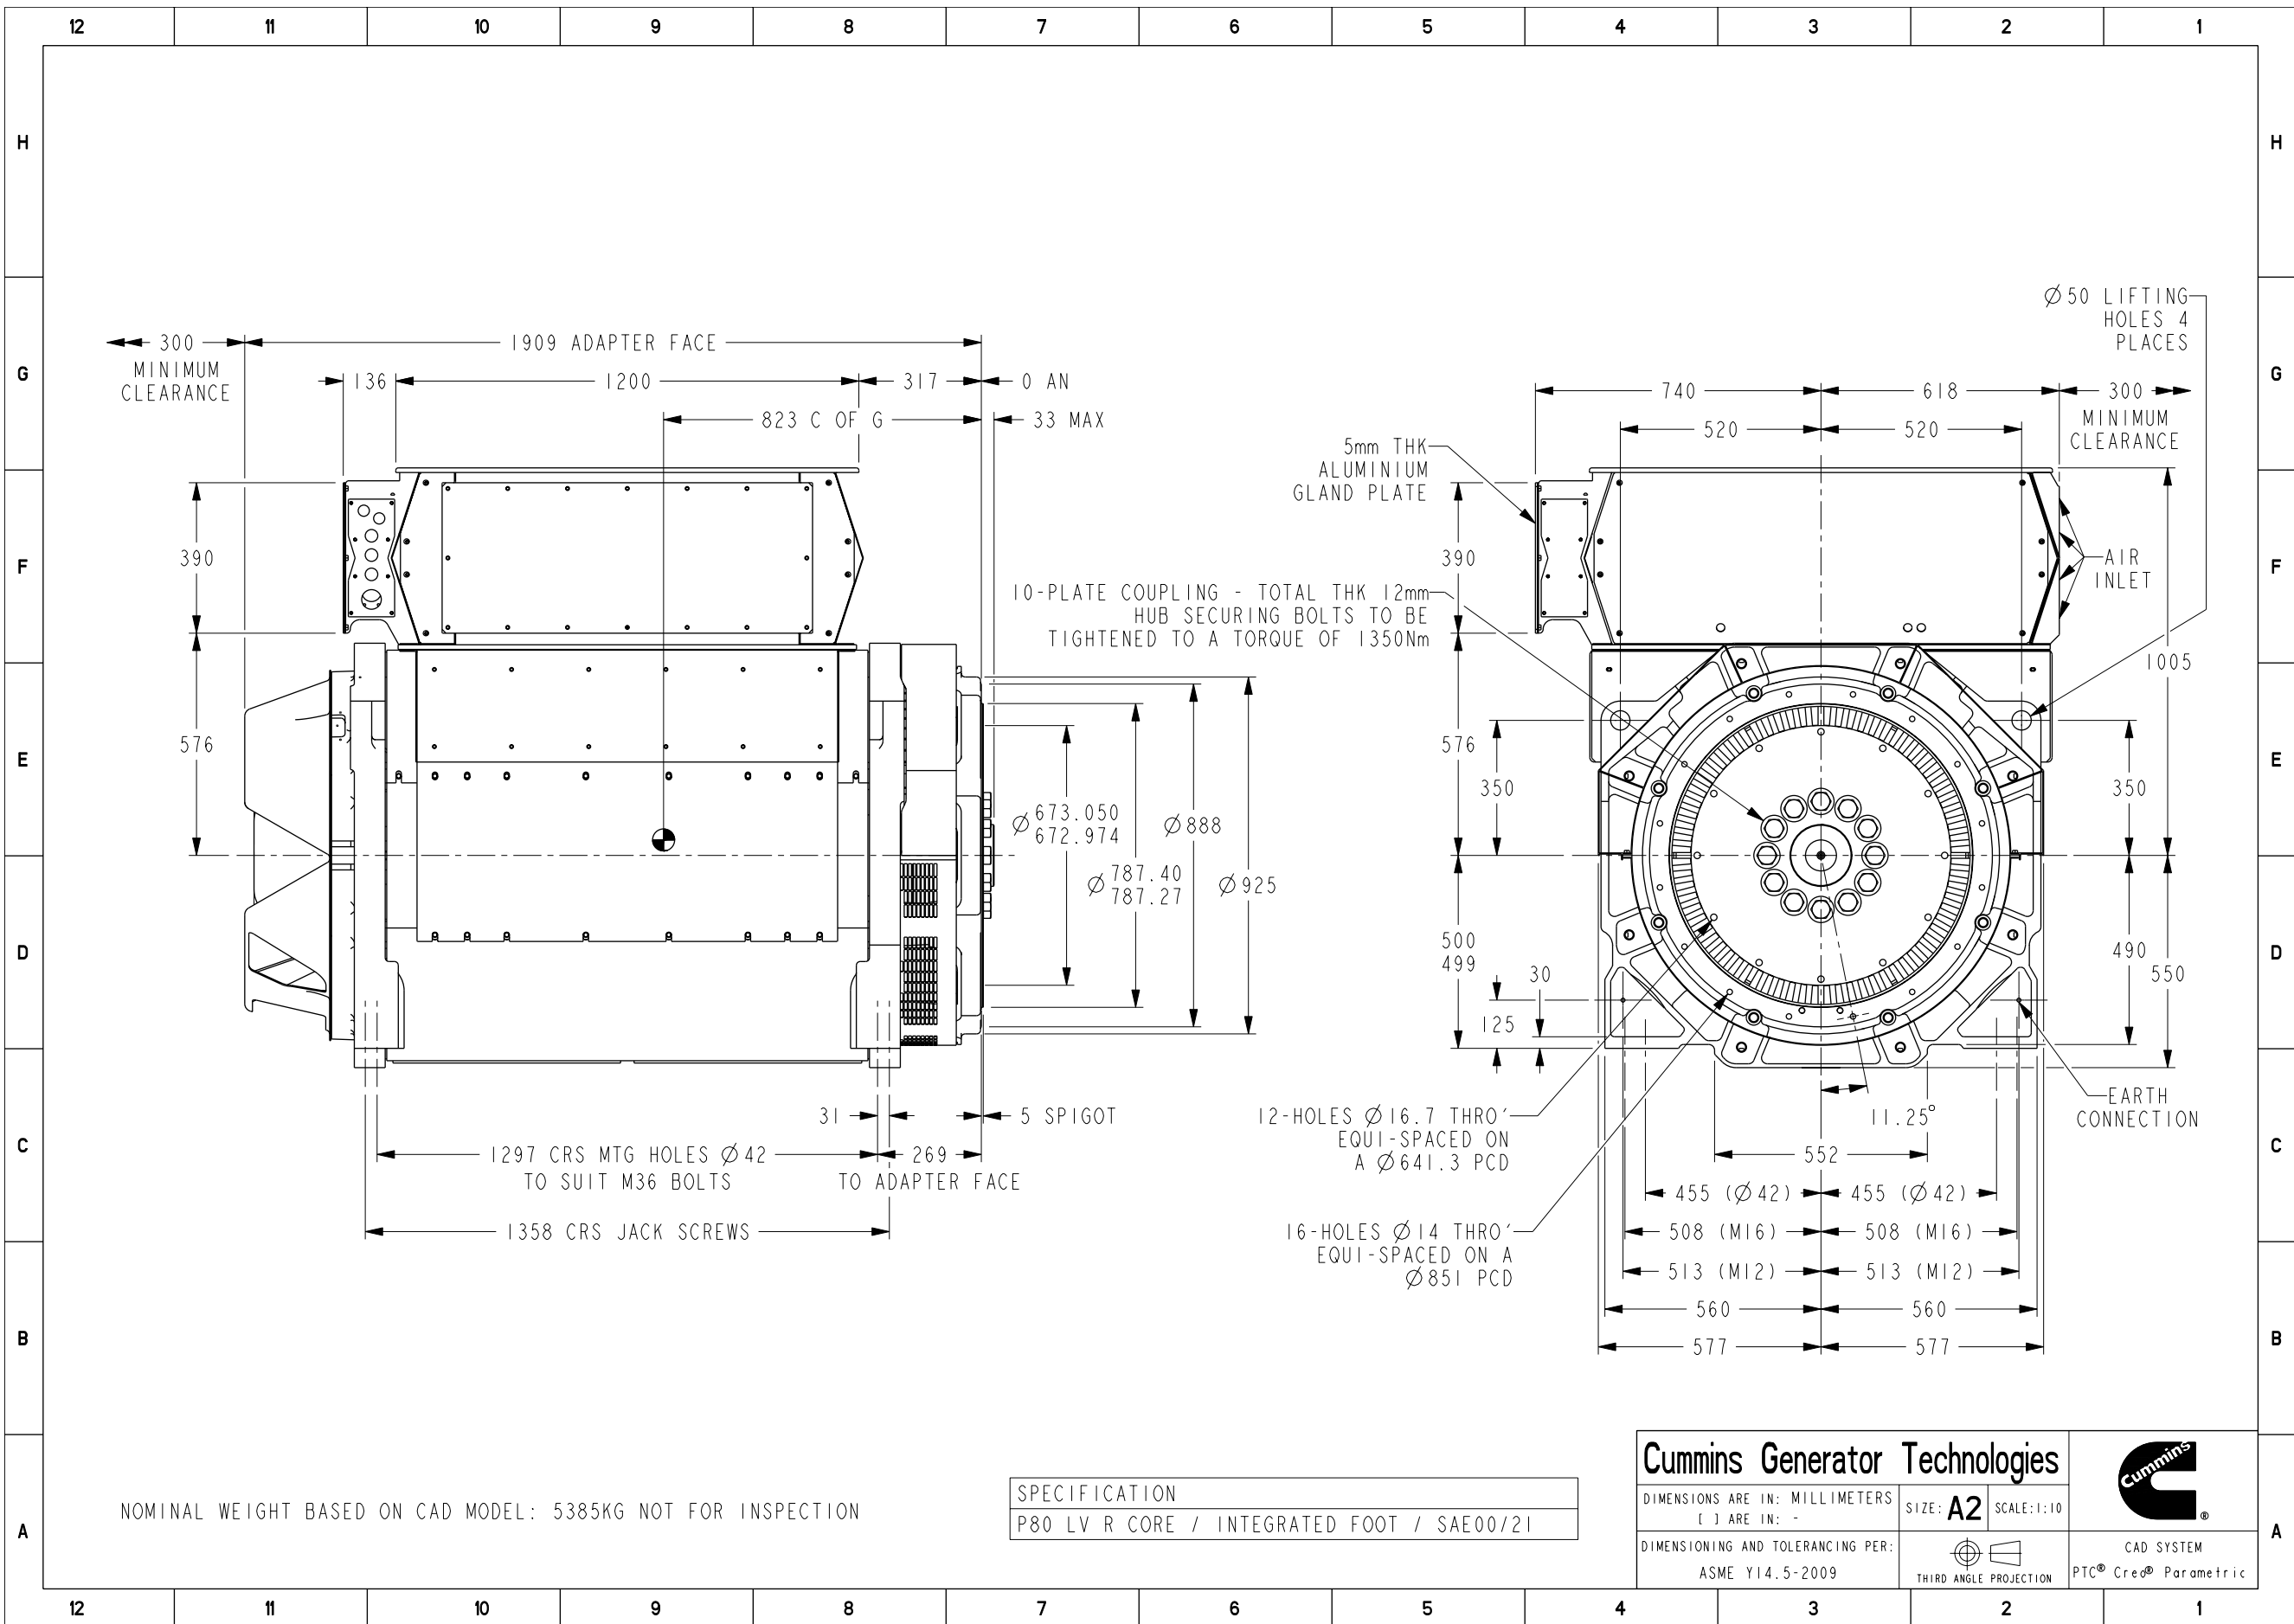 12 11 10 9 8 7 6 5 4 3 2 1
H H
G G
F F
E E
D D
C C
B B
A A
300
MINIMUM
CLEARANCE
1909 ADAPTER FACE
136
1200
317
0 AN
823 C OF G
33 MAX
390
576
Ø 673.050
672.974
Ø 888
Ø 787.40
787.27
Ø 925
31
5 SPIGOT
1297 CRS MTG HOLES Ø 42
TO SUIT M36 BOLTS
269
TO ADAPTER FACE
1358 CRS JACK SCREWS
Ø 50 LIFTING
HOLES 4
PLACES
740
618
300
MINIMUM
CLEARANCE
520
520
5mm THK
ALUMINIUM
GLAND PLATE
390
AIR
INLET
10-PLATE COUPLING - TOTAL THK 12mm
HUB SECURING BOLTS TO BE
TIGHTENED TO A TORQUE OF 1350Nm
1005
576
350
350
500
499
30
125
490
550
12-HOLES Ø 16.7 THRO'
EQUI-SPACED ON
A Ø 641.3 PCD
11.25°
EARTH
CONNECTION
552
455 (Ø 42)
455 (Ø 42)
16-HOLES Ø 14 THRO'
EQUI-SPACED ON A
Ø 851 PCD
508 (M16)
508 (M16)
513 (M12)
513 (M12)
560
560
577
577
NOMINAL WEIGHT BASED ON CAD MODEL: 5385KG NOT FOR INSPECTION
SPECIFICATION
P80 LV R CORE / INTEGRATED FOOT / SAE00/21
Cummins Generator Technologies
Cummins
®
DIMENSIONS ARE IN: MILLIMETERS
[ ] ARE IN: -
SIZE: A2
SCALE:1:10
DIMENSIONING AND TOLERANCING PER:
ASME Y14.5-2009
THIRD ANGLE PROJECTION
CAD SYSTEM
PTC® Creo® Parametric
12 11 10 9 8 7 6 5 4 3 2 1